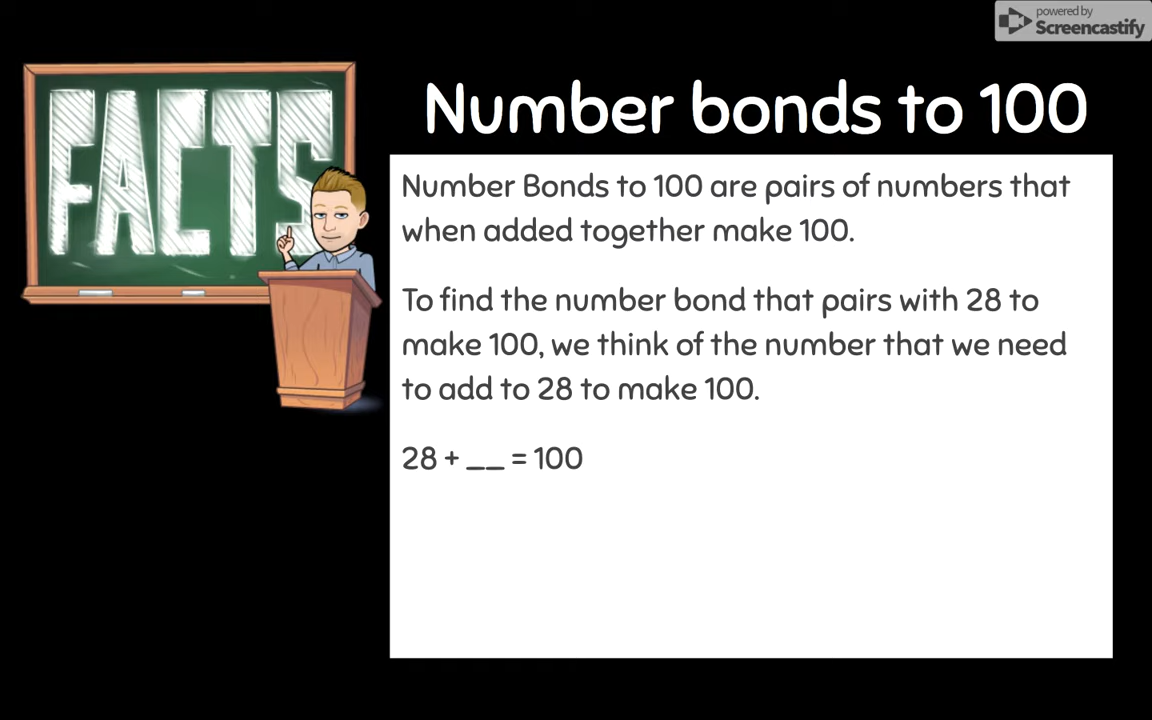 powered by
Screencastify
FACTS
Number bonds to 100
Number Bonds to 100 are pairs of numbers that
when added together make 100.
To find the number bond that pairs with 28 to
make 100, we think of the number that we need
to add to 28 to make 100.
28 + __ = 100